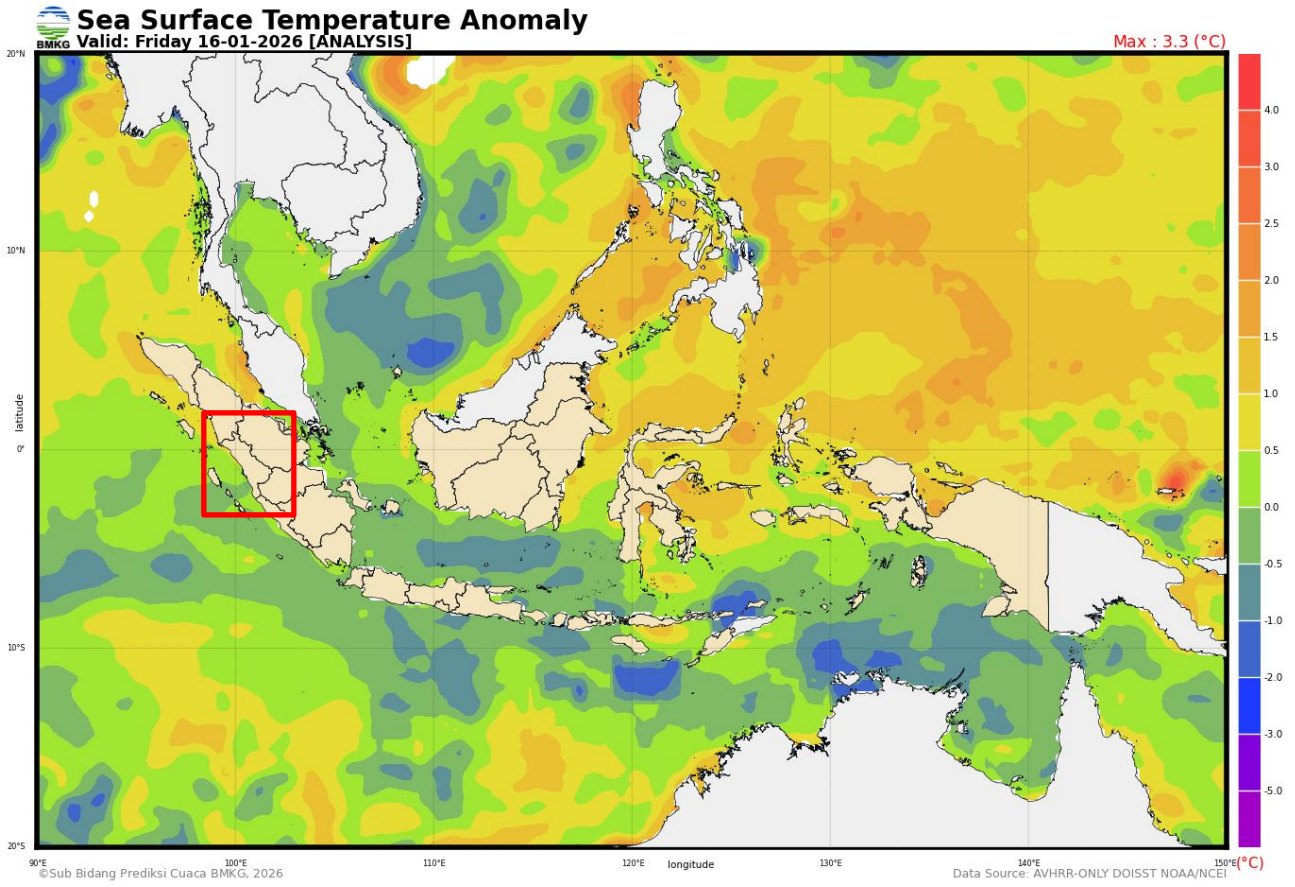 Sea Surface Temperature Anomaly
BMKG
Valid: Friday 16-01-2026 [ANALYSIS]
Max : 3.3 (°C)
20°N
10°N
0°
10°S
20°S
latitude
90°E
100°E
110°E
120°E
longitude
130°E
140°E
150°E
4.0
3.0
2.5
2.0
1.5
1.0
0.5
0.0
-0.5
-1.0
-2.0
-3.0
-5.0
(°C)
©Sub Bidang Prediksi Cuaca BMKG, 2026
Data Source: AVHRR-ONLY DOISST NOAA/NCEI